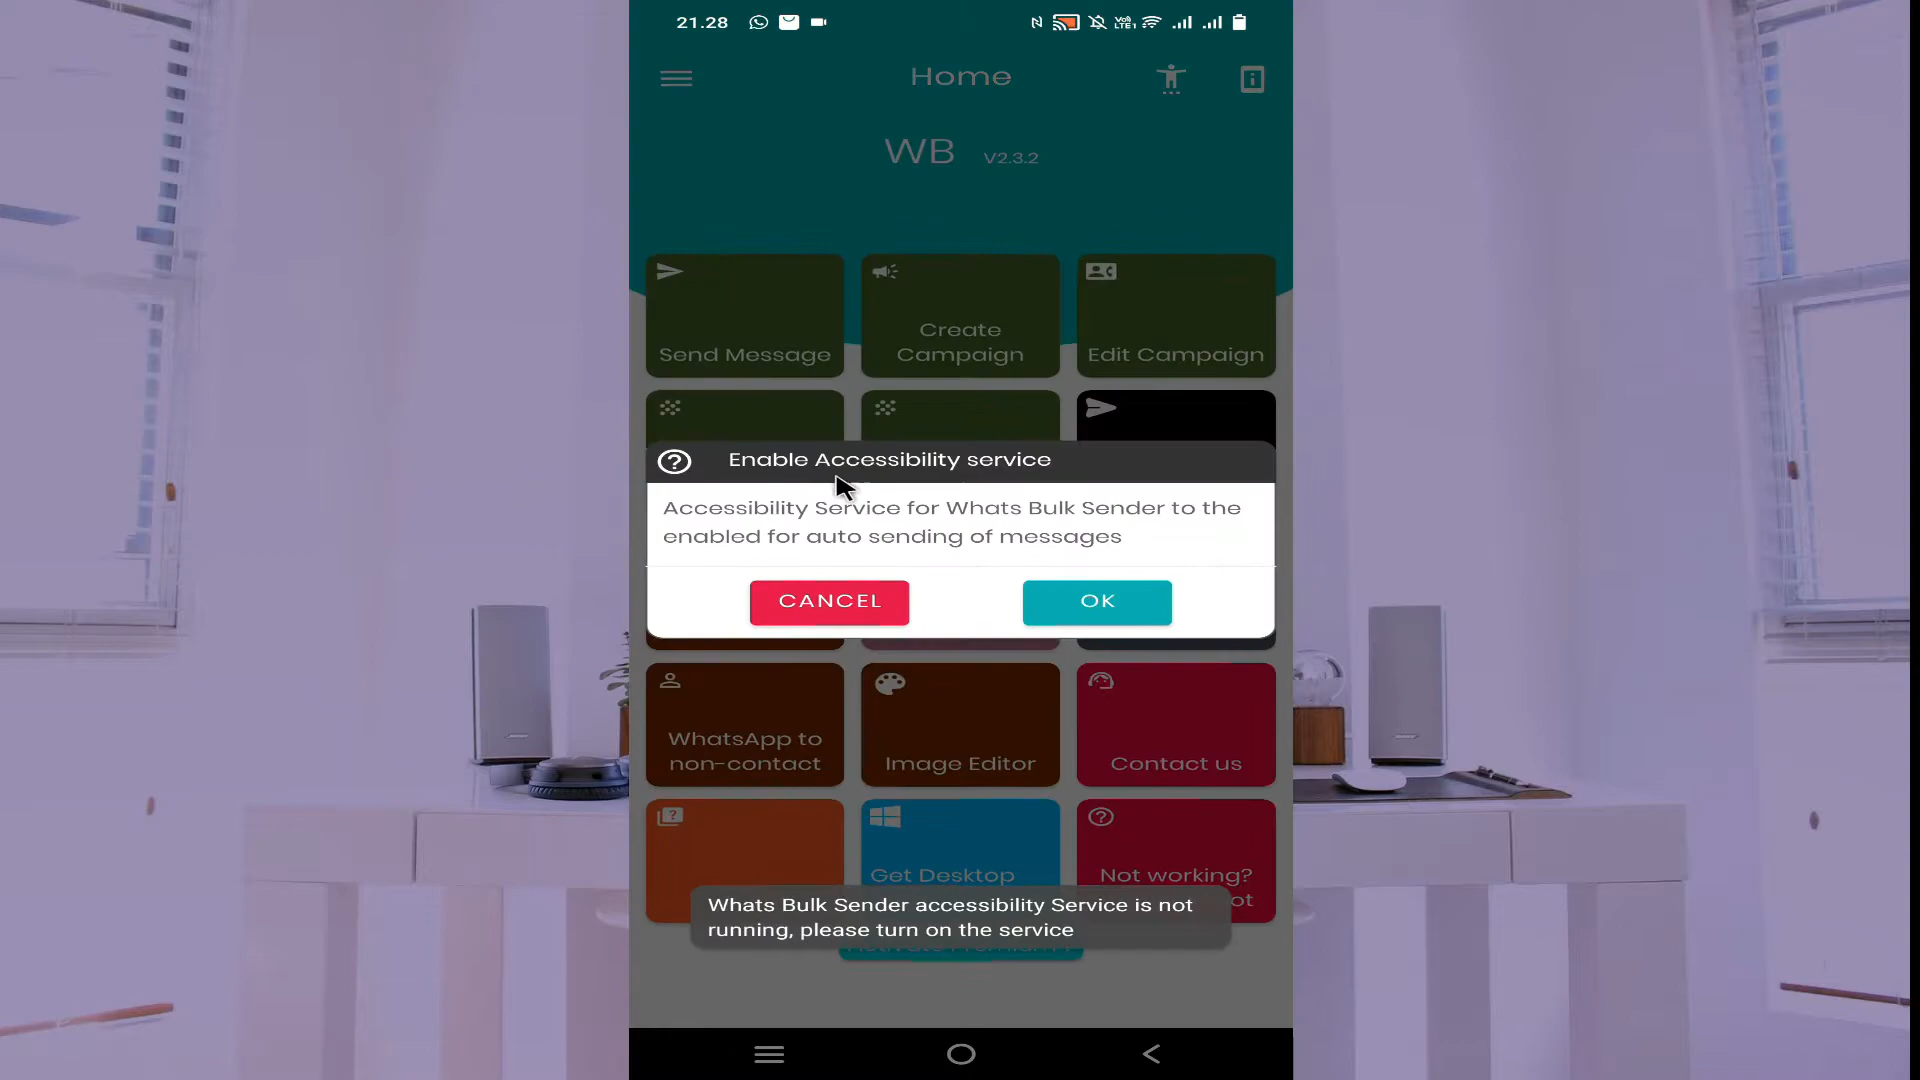 21.28
Home
WB V2.3.2
Send Message
Create
Campaign
Edit Campaign
Enable Accessibility service
Accessibility Service for Whats Bulk Sender to the
enabled for auto sending of messages
CANCEL
OK
WhatsApp to
non-contact
Image Editor
Contact us
Get Desktop
Not working?
Whats Bulk Sender accessibility Service is not
running, please turn on the service